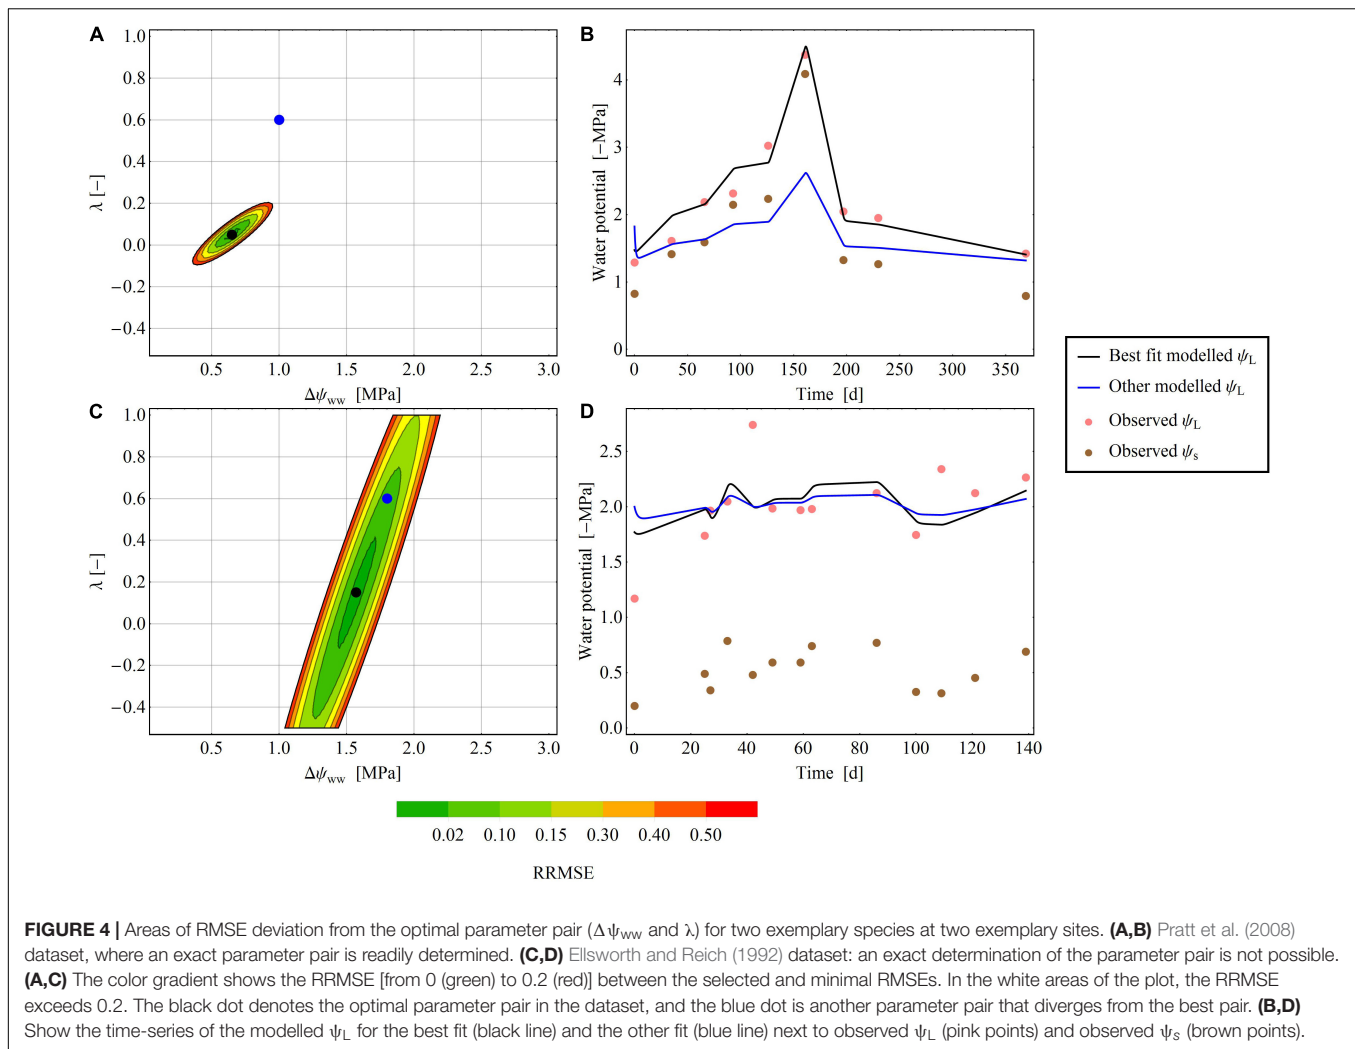 A
1.0
0.8
0.6
0.4
0.2
0.0
−0.2
−0.4
λ [−]
0.5 1.0 1.5 2.0 2.5 3.0
Δψww [MPa]
B
4
3
2
1
0
Water potential [−MPa]
0 50 100 150 200 250 300 350
Time [d]
C
1.0
0.8
0.6
0.4
0.2
0.0
−0.2
−0.4
λ [−]
0.5 1.0 1.5 2.0 2.5 3.0
Δψww [MPa]
D
2.5
2.0
1.5
1.0
0.5
0.0
Water potential [−MPa]
0 20 40 60 80 100 120 140
Time [d]
Best fit modelled ψL
Other modelled ψL
Observed ψL
Observed ψs
0.02 0.10 0.15 0.30 0.40 0.50
RRMSE
FIGURE 4 | Areas of RMSE deviation from the optimal parameter pair (Δψww and λ) for two exemplary species at two exemplary sites. (A,B) Pratt et al. (2008)
dataset, where an exact parameter pair is readily determined. (C,D) Ellsworth and Reich (1992) dataset: an exact determination of the parameter pair is not possible.
(A,C) The color gradient shows the RRMSE [from 0 (green) to 0.2 (red)] between the selected and minimal RMSEs. In the white areas of the plot, the RRMSE
exceeds 0.2. The black dot denotes the optimal parameter pair in the dataset, and the blue dot is another parameter pair that diverges from the best pair. (B,D)
Show the time-series of the modelled ψL for the best fit (black line) and the other fit (blue line) next to observed ψL (pink points) and observed ψs (brown points).